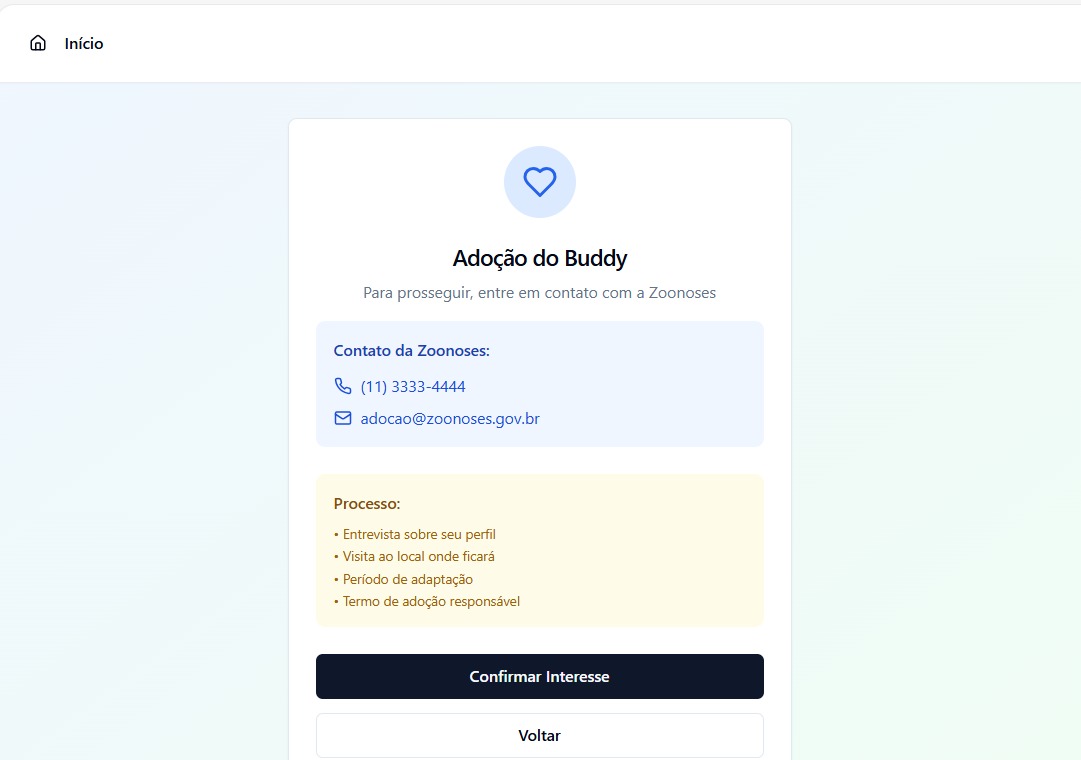 Início
Adoção do Buddy
Para prosseguir, entre em contato com a Zoonoses
Contato da Zoonoses:
(11) 3333-4444
adocao@zoonoses.gov.br
Processo:
• Entrevista sobre seu perfil
• Visita ao local onde ficará
• Período de adaptação
• Termo de adoção responsável
Confirmar Interesse
Voltar